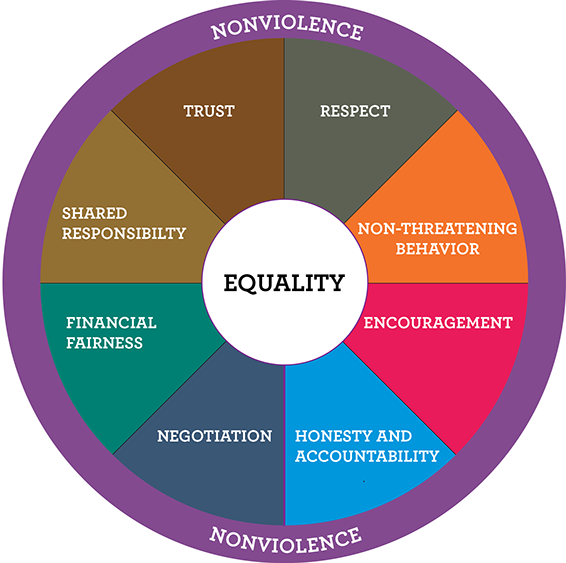 NONVIOLENCE
TRUST
RESPECT
SHARED
RESPONSIBILTY
NON-THREATENING
BEHAVIOR
EQUALITY
FINANCIAL
FAIRNESS
ENCOURAGEMENT
NEGOTIATION
HONESTY AND
ACCOUNTABILITY
NONVIOLENCE